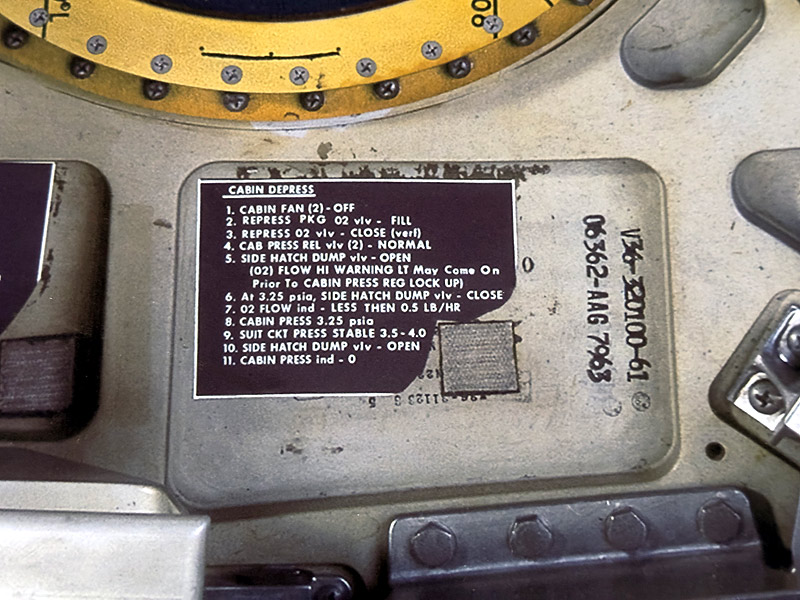 80
CABIN DEPRESS
1. CABIN FAN (2) - OFF
2. REPRESS PKG 02 vlv - FILL
3. REPRESS 02 vlv - CLOSE (verf)
4. CAB PRESS REL vlv (2) - NORMAL
5. SIDE HATCH DUMP vlv - OPEN
(02) FLOW HI WARNING LT May Come On
Prior To CABIN PRESS REG LOCK UP)
6. At 3.25 psia, SIDE HATCH DUMP vlv - CLOSE
7. 02 FLOW ind - LESS THEN 0.5 LB/HR
8. CABIN PRESS 3.25 psia
9. SUIT CKT PRESS STABLE 3.5 - 4.0
10. SIDE HATCH DUMP vlv - OPEN
11. CABIN PRESS ind - 0
V36-320100-61
06362-AAG 7963